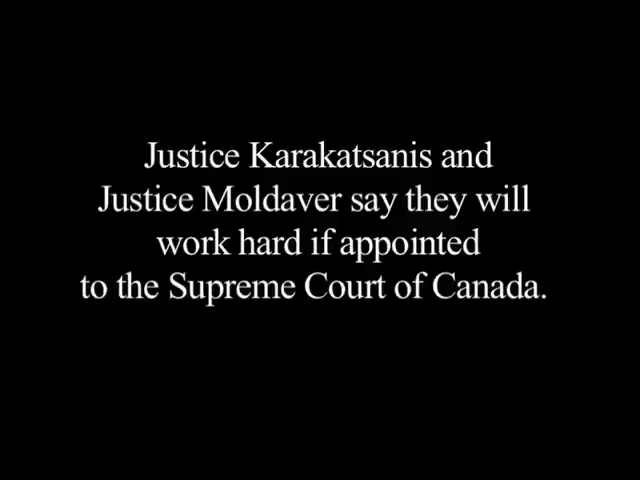 Justice Karakatsanis and
Justice Moldaver say they will
work hard if appointed
to the Supreme Court of Canada.